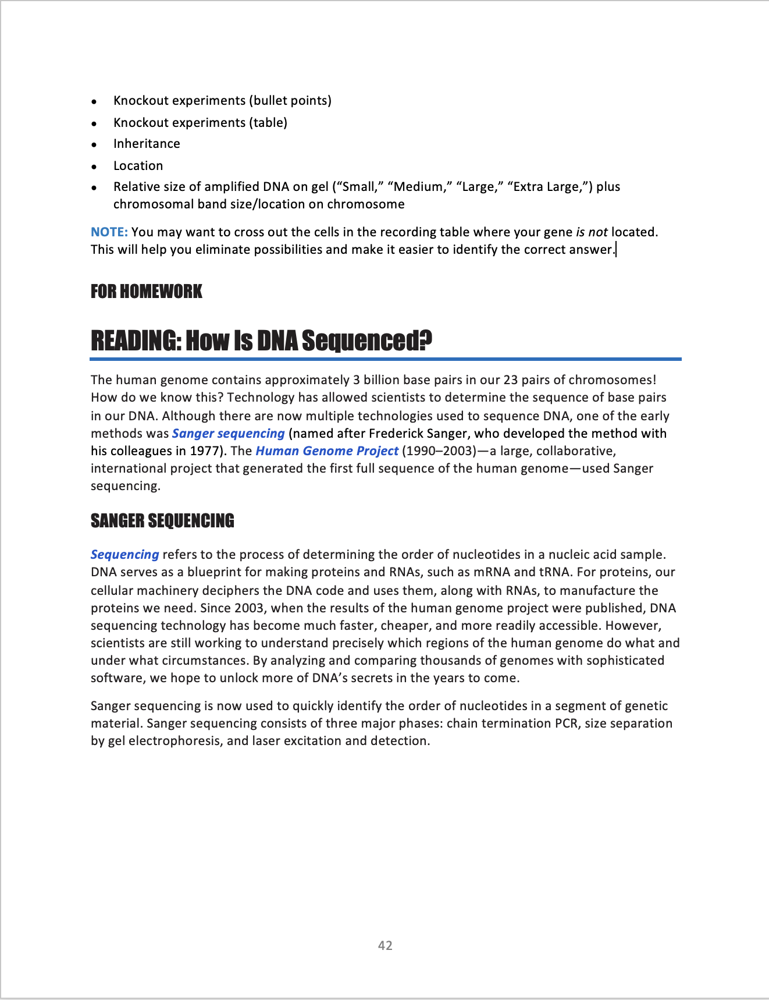 • Knockout experiments (bullet points)
• Knockout experiments (table)
• Inheritance
• Location
• Relative size of amplified DNA on gel (“Small,” “Medium,” “Large,” “Extra Large,”) plus
chromosomal band size/location on chromosome
NOTE: You may want to cross out the cells in the recording table where your gene is not located.
This will help you eliminate possibilities and make it easier to identify the correct answer.
FOR HOMEWORK
READING: How Is DNA Sequenced?
The human genome contains approximately 3 billion base pairs in our 23 pairs of chromosomes!
How do we know this? Technology has allowed scientists to determine the sequence of base pairs
in our DNA. Although there are now multiple technologies used to sequence DNA, one of the early
methods was Sanger sequencing (named after Frederick Sanger, who developed the method with
his colleagues in 1977). The Human Genome Project (1990–2003)—a large, collaborative,
international project that generated the first full sequence of the human genome—used Sanger
sequencing.
SANGER SEQUENCING
Sequencing refers to the process of determining the order of nucleotides in a nucleic acid sample.
DNA serves as a blueprint for making proteins and RNAs, such as mRNA and tRNA. For proteins, our
cellular machinery deciphers the DNA code and uses them, along with RNAs, to manufacture the
proteins we need. Since 2003, when the results of the human genome project were published, DNA
sequencing technology has become much faster, cheaper, and more readily accessible. However,
scientists are still working to understand precisely which regions of the human genome do what and
under what circumstances. By analyzing and comparing thousands of genomes with sophisticated
software, we hope to unlock more of DNA’s secrets in the years to come.
Sanger sequencing is now used to quickly identify the order of nucleotides in a segment of genetic
material. Sanger sequencing consists of three major phases: chain termination PCR, size separation
by gel electrophoresis, and laser excitation and detection.
42